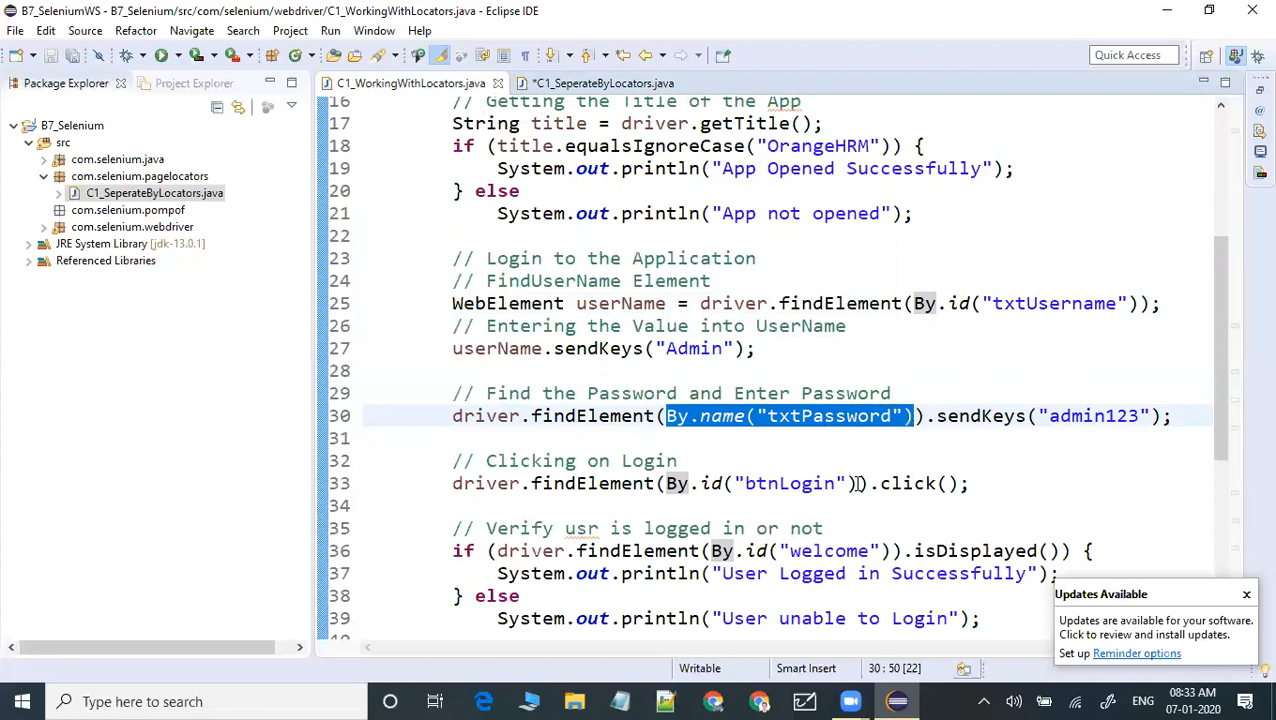 B7_SeleniumWS - B7_Selenium/src/com/selenium/webdriver/C1_WorkingWithLocators.java - Eclipse IDE
File Edit Source Refactor Navigate Search Project Run Window Help
Quick Access
Package Explorer Project Explorer
C1_WorkingWithLocators.java *C1_SeperateByLocators.java
B7_Selenium
src
com.selenium.java
com.selenium.pagelocators
C1_SeperateByLocators.java
com.selenium.pompof
com.selenium.webdriver
JRE System Library [jdk-13.0.1]
Referenced Libraries
16 // Getting the Title of the App
17 String title = driver.getTitle();
18 if (title.equalsIgnoreCase("OrangeHRM")) {
19 System.out.println("App Opened Successfully");
20 } else
21 System.out.println("App not opened");
22
23 // Login to the Application
24 // FindUserName Element
25 WebElement userName = driver.findElement(By.id("txtUsername"));
26 // Entering the Value into UserName
27 userName.sendKeys("Admin");
28
29 // Find the Password and Enter Password
30 driver.findElement(By.name("txtPassword")).sendKeys("admin123");
31
32 // Clicking on Login
33 driver.findElement(By.id("btnLogin")).click();
34
35 // Verify usr is logged in or not
36 if (driver.findElement(By.id("welcome")).isDisplayed()) {
37 System.out.println("User Logged in Successfully");
38 } else
39 System.out.println("User unable to Login");
40
Updates Available
Updates are available for your software.
Click to review and install updates.
Set up Reminder options
Writable Smart Insert 30 : 50 [22]
Type here to search
ENG
08:33 AM
07-01-2020